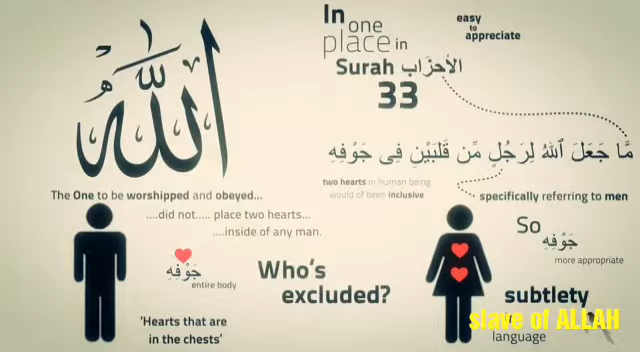 الله
The One to be worshipped and obeyed...
....did not..... place two hearts...
....inside of any man.
جَوْفِهِ
entire body
'Hearts that are
in the chests'
Who's
excluded?
In one
place in
Surah الأحزَاب
33
easy
to
appreciate
مَّا جَعَلَ ٱللهُ لِرَجُلٍ مِّن قَلْبَيْنِ فِى جَوْفِهِ
two hearts in human being
would of been inclusive
specifically referring to men
So
جَوْفِهِ
more appropriate
subtlety
language
slave of ALLAH